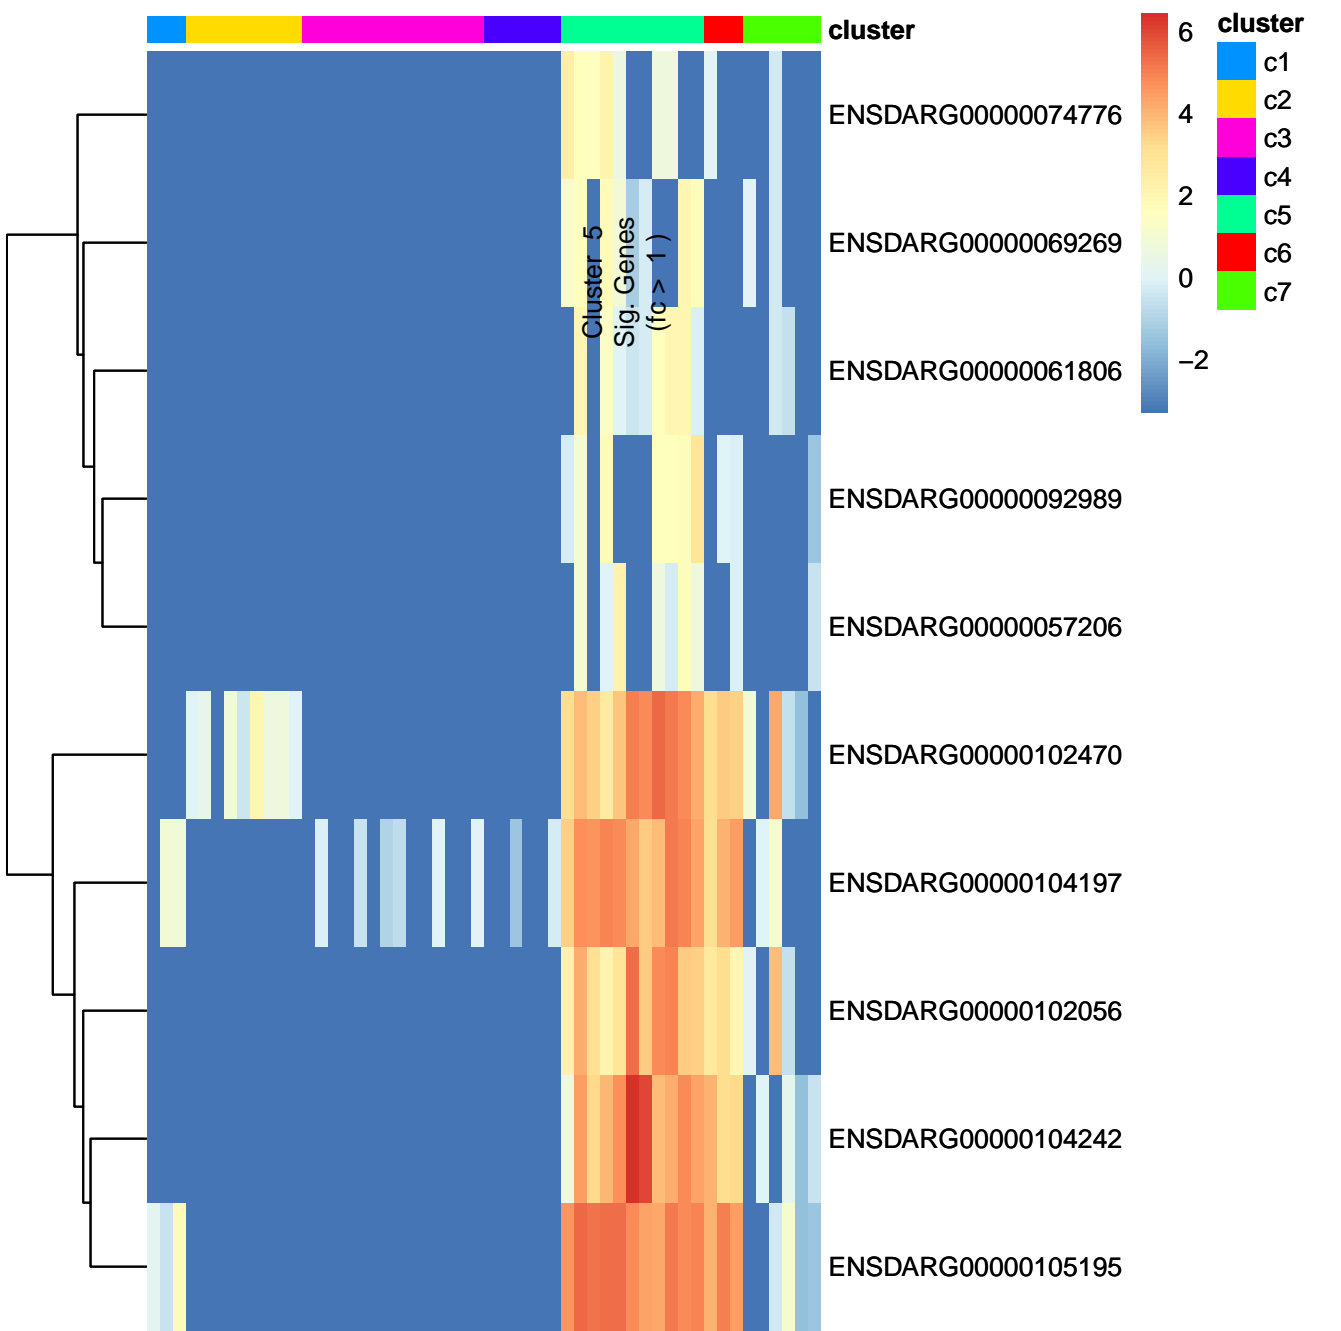 cluster
ENSDARG00000074776
ENSDARG00000069269
ENSDARG00000061806
ENSDARG00000092989
ENSDARG00000057206
ENSDARG00000102470
ENSDARG00000104197
ENSDARG00000102056
ENSDARG00000104242
ENSDARG00000105195
Cluster 5
Sig. Genes
(fc > 1)
6
4
2
0
−2
cluster
c1
c2
c3
c4
c5
c6
c7